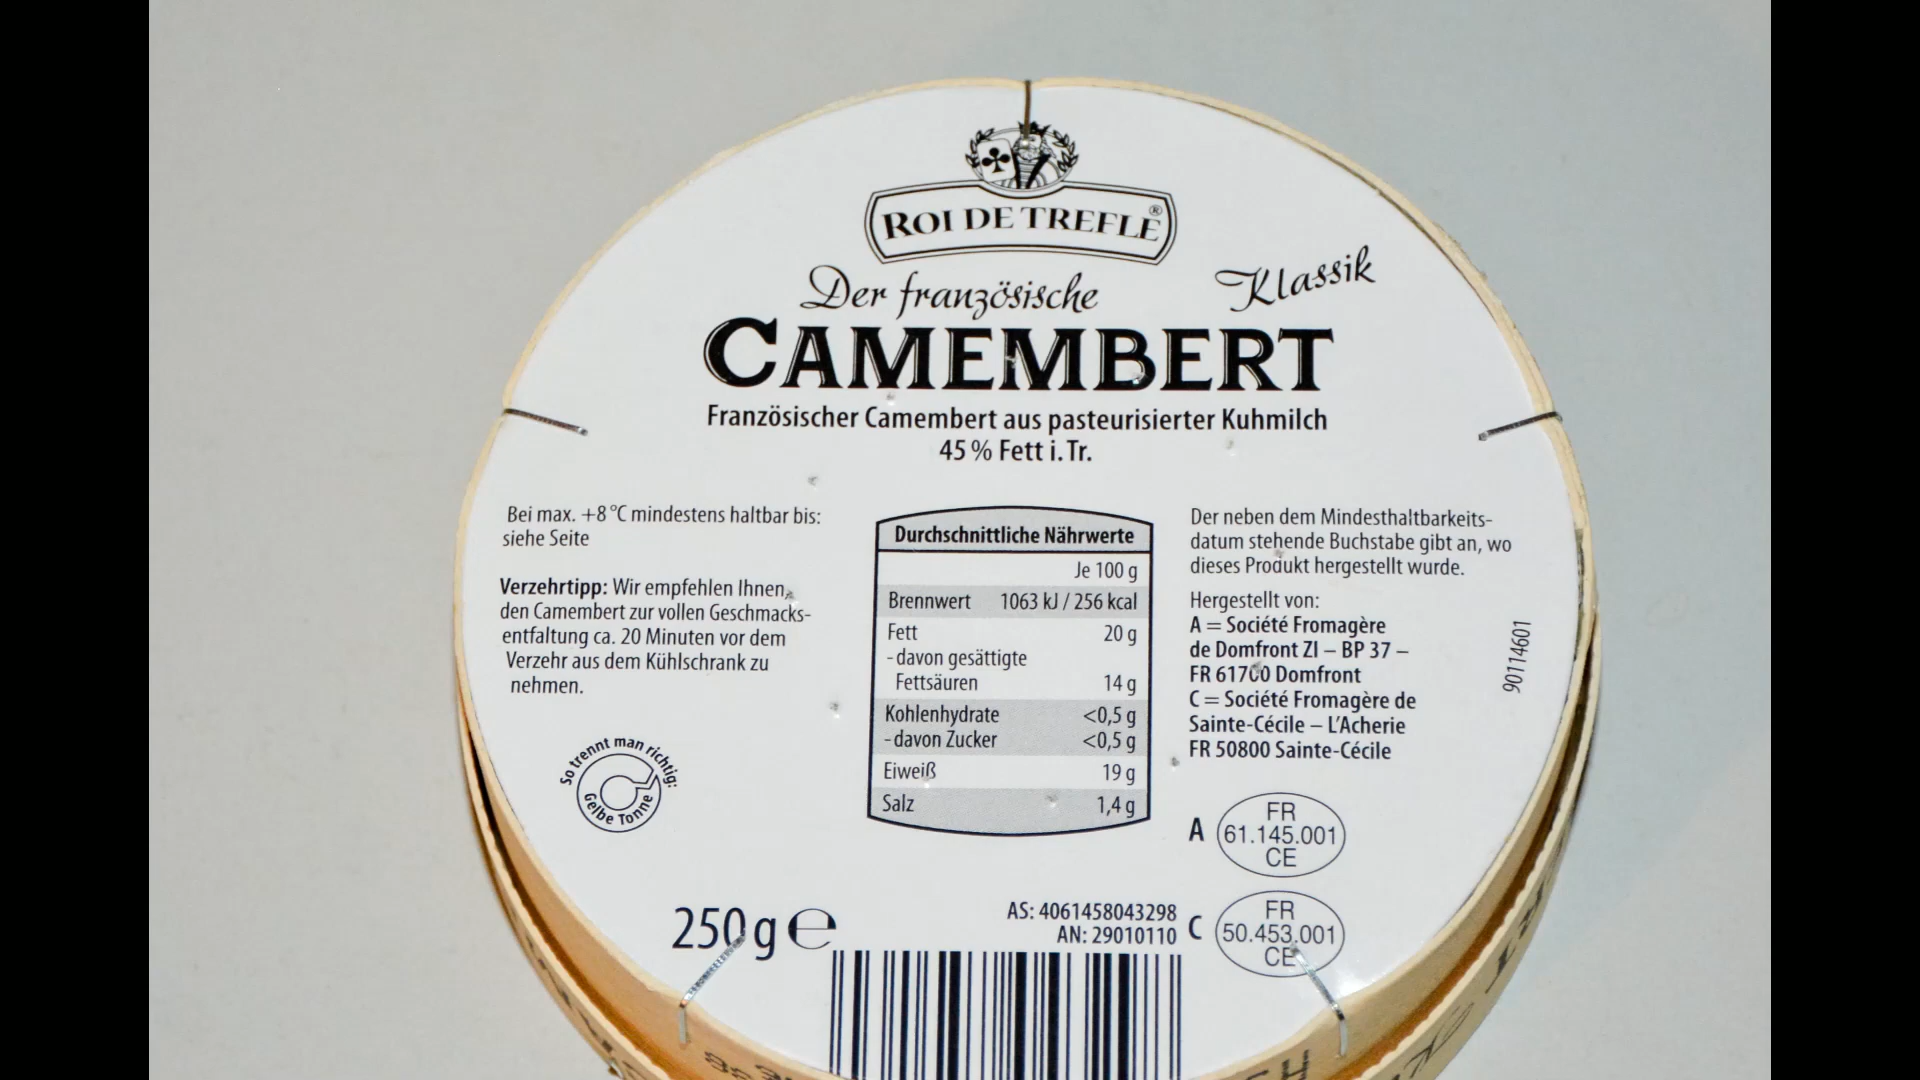 ROI DE TREFLE®
Der französische
Klassik
CAMEMBERT
Französischer Camembert aus pasteurisierter Kuhmilch
45 % Fett i. Tr.
Bei max. +8 °C mindestens haltbar bis:
siehe Seite
Verzehrtipp: Wir empfehlen Ihnen,
den Camembert zur vollen Geschmacks-
entfaltung ca. 20 Minuten vor dem
Verzehr aus dem Kühlschrank zu
nehmen.
So trennt man richtig:
Gelbe Tonne
250 g e
Durchschnittliche Nährwerte
Je 100 g
Brennwert 1063 kJ / 256 kcal
Fett 20 g
- davon gesättigte
Fettsäuren 14 g
Kohlenhydrate <0,5 g
- davon Zucker <0,5 g
Eiweiß 19 g
Salz 1,4 g
Der neben dem Mindesthaltbarkeits-
datum stehende Buchstabe gibt an, wo
dieses Produkt hergestellt wurde.
Hergestellt von:
A = Société Fromagère
de Domfront ZI – BP 37 –
FR 61700 Domfront
C = Société Fromagère de
Sainte-Cécile – L'Acherie
FR 50800 Sainte-Cécile
90114601
A
FR
61.145.001
CE
C
FR
50.453.001
CE
AS: 4061458043298
AN: 29010110